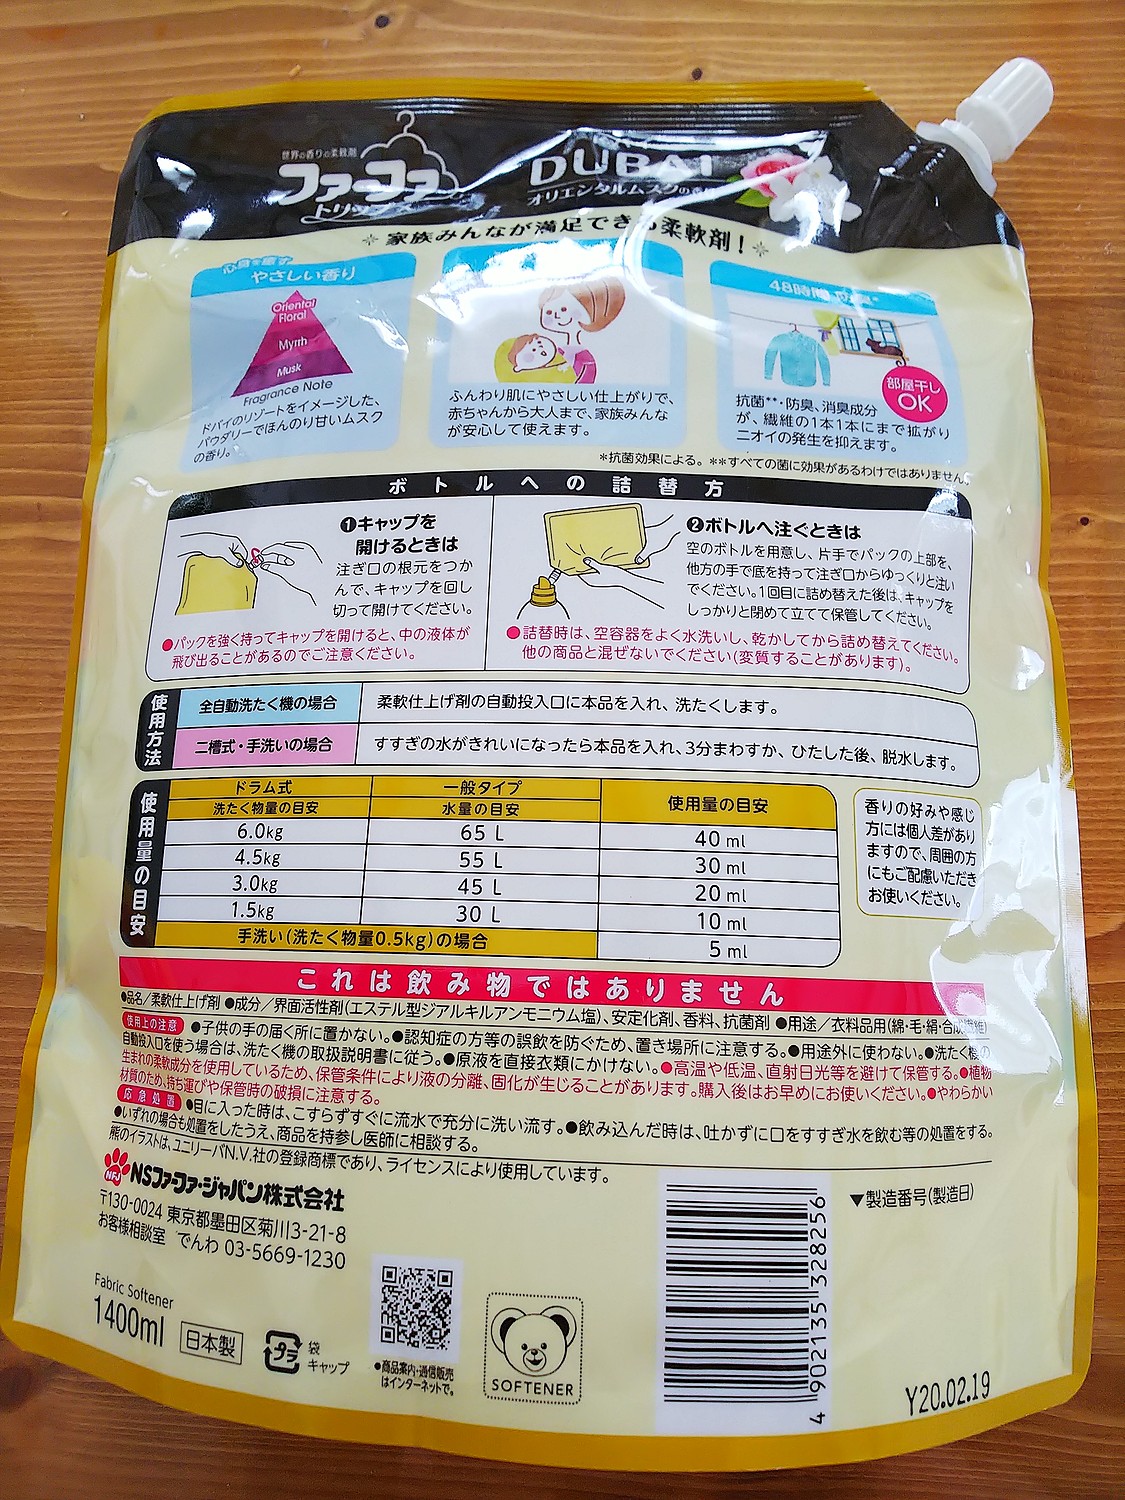 世界の香りの柔軟剤
ファーファ
トリップ
DUBAI
オリエンタルムスクの香り
家族みんなが満足できる柔軟剤!
心身を癒す
やさしい香り
Oriental
Floral
Myrrh
Musk
Fragrance Note
ドバイのリゾートをイメージした、
パウダリーでほんのり甘いムスク
の香り。
ふんわり肌にやさしい仕上がりで、
赤ちゃんから大人まで、家族みんな
が安心して使えます。
48時間 防臭*
部屋干し
OK
抗菌**・防臭、消臭成分
が、繊維の1本1本にまで拡がり
ニオイの発生を抑えます。
*抗菌効果による。**すべての菌に効果があるわけではありません。
ボトルへの詰替方
❶キャップを
開けるときは
注ぎ口の根元をつか
んで、キャップを回し
切って開けてください。
●パックを強く持ってキャップを開けると、中の液体が
飛び出ることがあるのでご注意ください。
❷ボトルへ注ぐときは
空のボトルを用意し、片手でパックの上部を、
他方の手で底を持って注ぎ口からゆっくりと注い
でください。1回目に詰め替えた後は、キャップを
しっかりと閉めて立てて保管してください。
●詰替時は、空容器をよく水洗いし、乾かしてから詰め替えてください。
他の商品と混ぜないでください(変質することがあります)。
使用方法
全自動洗たく機の場合
柔軟仕上げ剤の自動投入口に本品を入れ、洗たくします。
二槽式・手洗いの場合
すすぎの水がきれいになったら本品を入れ、3分まわすか、ひたした後、脱水します。
使用量の目安
ドラム式 一般タイプ 使用量の目安
洗たく物量の目安 水量の目安
6.0kg 65 L 40 ml
4.5kg 55 L 30 ml
3.0kg 45 L 20 ml
1.5kg 30 L 10 ml
手洗い(洗たく物量0.5kg)の場合 5 ml
香りの好みや感じ
方には個人差があり
ますので、周囲の方
にもご配慮いただき
お使いください。
これは飲み物ではありません
●品名/柔軟仕上げ剤 ●成分/界面活性剤(エステル型ジアルキルアンモニウム塩)、安定化剤、香料、抗菌剤 ●用途/衣料品用(綿・毛・絹・合成繊維)
使用上の注意 ●子供の手の届く所に置かない。●認知症の方等の誤飲を防ぐため、置き場所に注意する。●用途外に使わない。●洗たく機の
自動投入口を使う場合は、洗たく機の取扱説明書に従う。●原液を直接衣類にかけない。●高温や低温、直射日光等を避けて保管する。●植物
生まれの柔軟成分を使用しているため、保管条件により液の分離、固化が生じることがあります。購入後はお早めにお使いください。●やわらかい
材質のため、持ち運びや保管時の破損に注意する。
応急処置 ●目に入った時は、こすらずすぐに流水で充分に洗い流す。●飲み込んだ時は、吐かずに口をすすぎ水を飲む等の処置をする。
●いずれの場合も処置をしたうえ、商品を持参し医師に相談する。
熊のイラストは、ユニリーバN.V.社の登録商標であり、ライセンスにより使用しています。
NFJ
NSファーファ・ジャパン株式会社
〒130-0024 東京都墨田区菊川3-21-8
お客様相談室 でんわ 03-5669-1230
Fabric Softener
1400ml
日本製
プラ
袋
キャップ
●商品案内・通信販売
はインターネットで。
SOFTENER
4 902135 328256
▼製造番号(製造日)
Y20.02.19